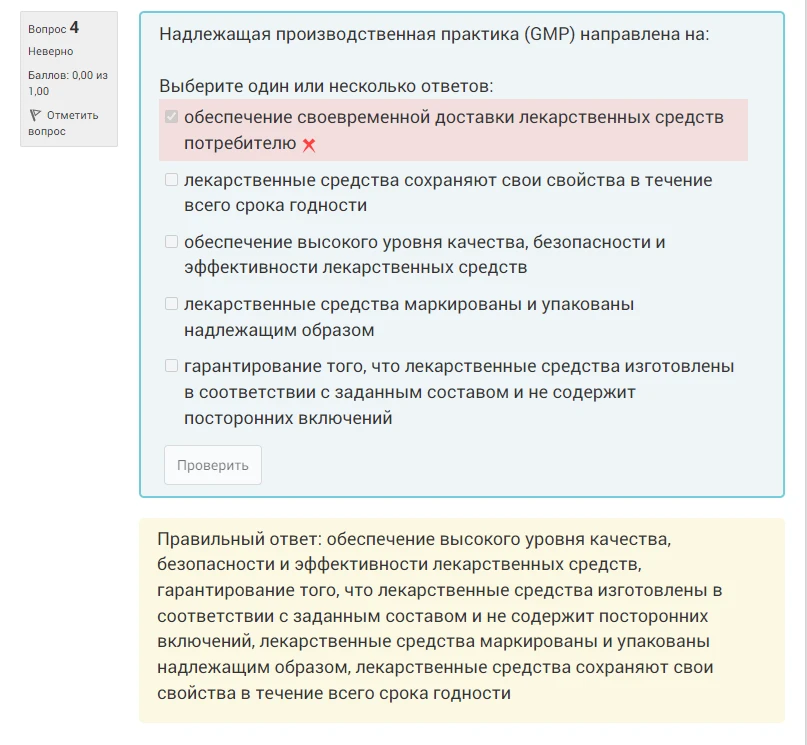 Вопрос 4
Неверно
Баллов: 0,00 из
1,00
Отметить
вопрос
Надлежащая производственная практика (GMP) направлена на:
Выберите один или несколько ответов:
обеспечение своевременной доставки лекарственных средств
потребителю
лекарственные средства сохраняют свои свойства в течение
всего срока годности
обеспечение высокого уровня качества, безопасности и
эффективности лекарственных средств
лекарственные средства маркированы и упакованы
надлежащим образом
гарантирование того, что лекарственные средства изготовлены
в соответствии с заданным составом и не содержит
посторонних включений
Проверить
Правильный ответ: обеспечение высокого уровня качества,
безопасности и эффективности лекарственных средств,
гарантирование того, что лекарственные средства изготовлены в
соответствии с заданным составом и не содержит посторонних
включений, лекарственные средства маркированы и упакованы
надлежащим образом, лекарственные средства сохраняют свои
свойства в течение всего срока годности